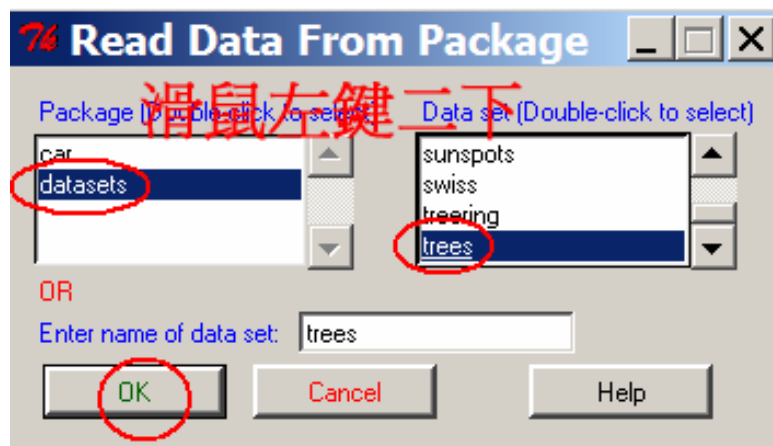 Read Data From Package
滑鼠左鍵二下
Package (Double-click to select)
Data set (Double-click to select)
car
datasets
sunspots
swiss
treering
trees
OR
Enter name of data set: trees
OK Cancel Help